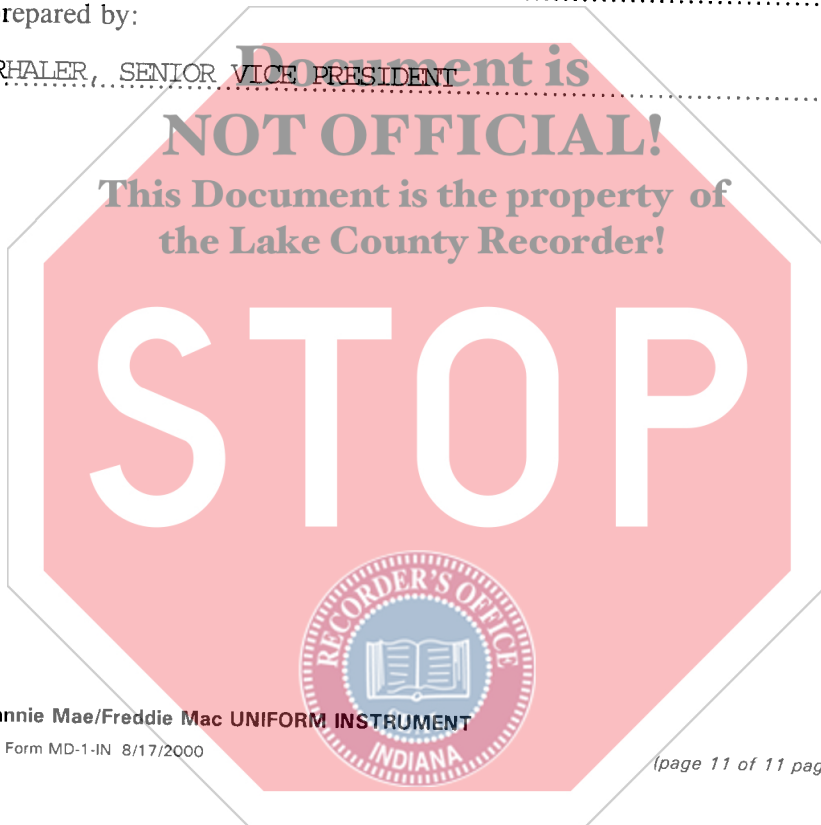 repared by:
RHALER, SENIOR VICE PRESIDENT
Document is
NOT OFFICIAL!
This Document is the property of
the Lake County Recorder!
STOP
RECORDER'S OFFICE
INDIANA
nnie Mae/Freddie Mac UNIFORM INSTRUMENT
Form MD-1-IN 8/17/2000
(page 11 of 11 pag